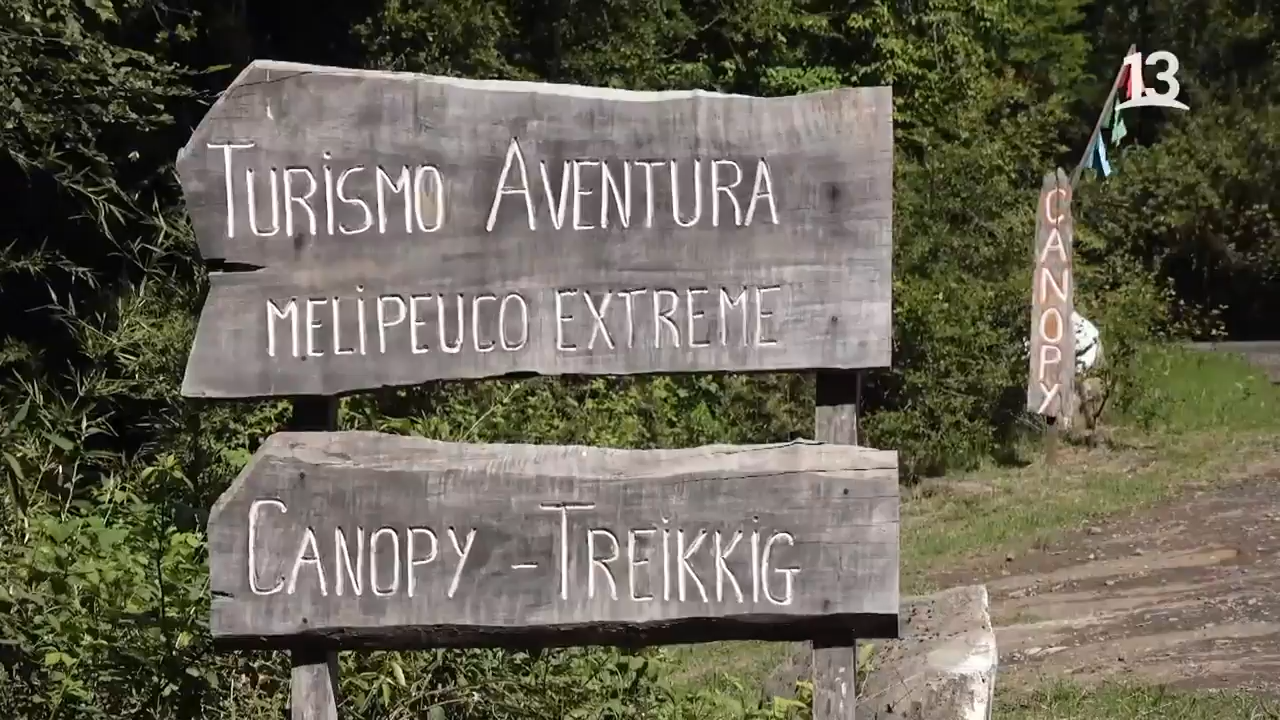 TURISMO AVENTURA
MELIPEUCO EXTREME
CANOPY - TREIKKIG
CANOPY
13